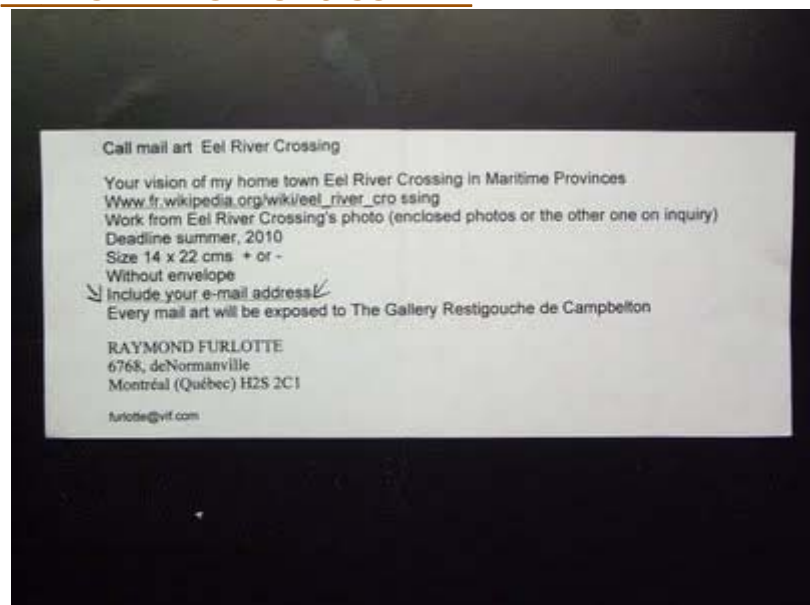 Call mail art Eel River Crossing
Your vision of my home town Eel River Crossing in Maritime Provinces
Www.fr.wikipedia.org/wiki/eel_river_cro ssing
Work from Eel River Crossing's photo (enclosed photos or the other one on inquiry)
Deadline summer, 2010
Size 14 x 22 cms + or -
Without envelope
Include your e-mail address
Every mail art will be exposed to The Gallery Restigouche de Campbelton
RAYMOND FURLOTTE
6768, deNormanville
Montréal (Québec) H2S 2C1
furlotte@vif.com